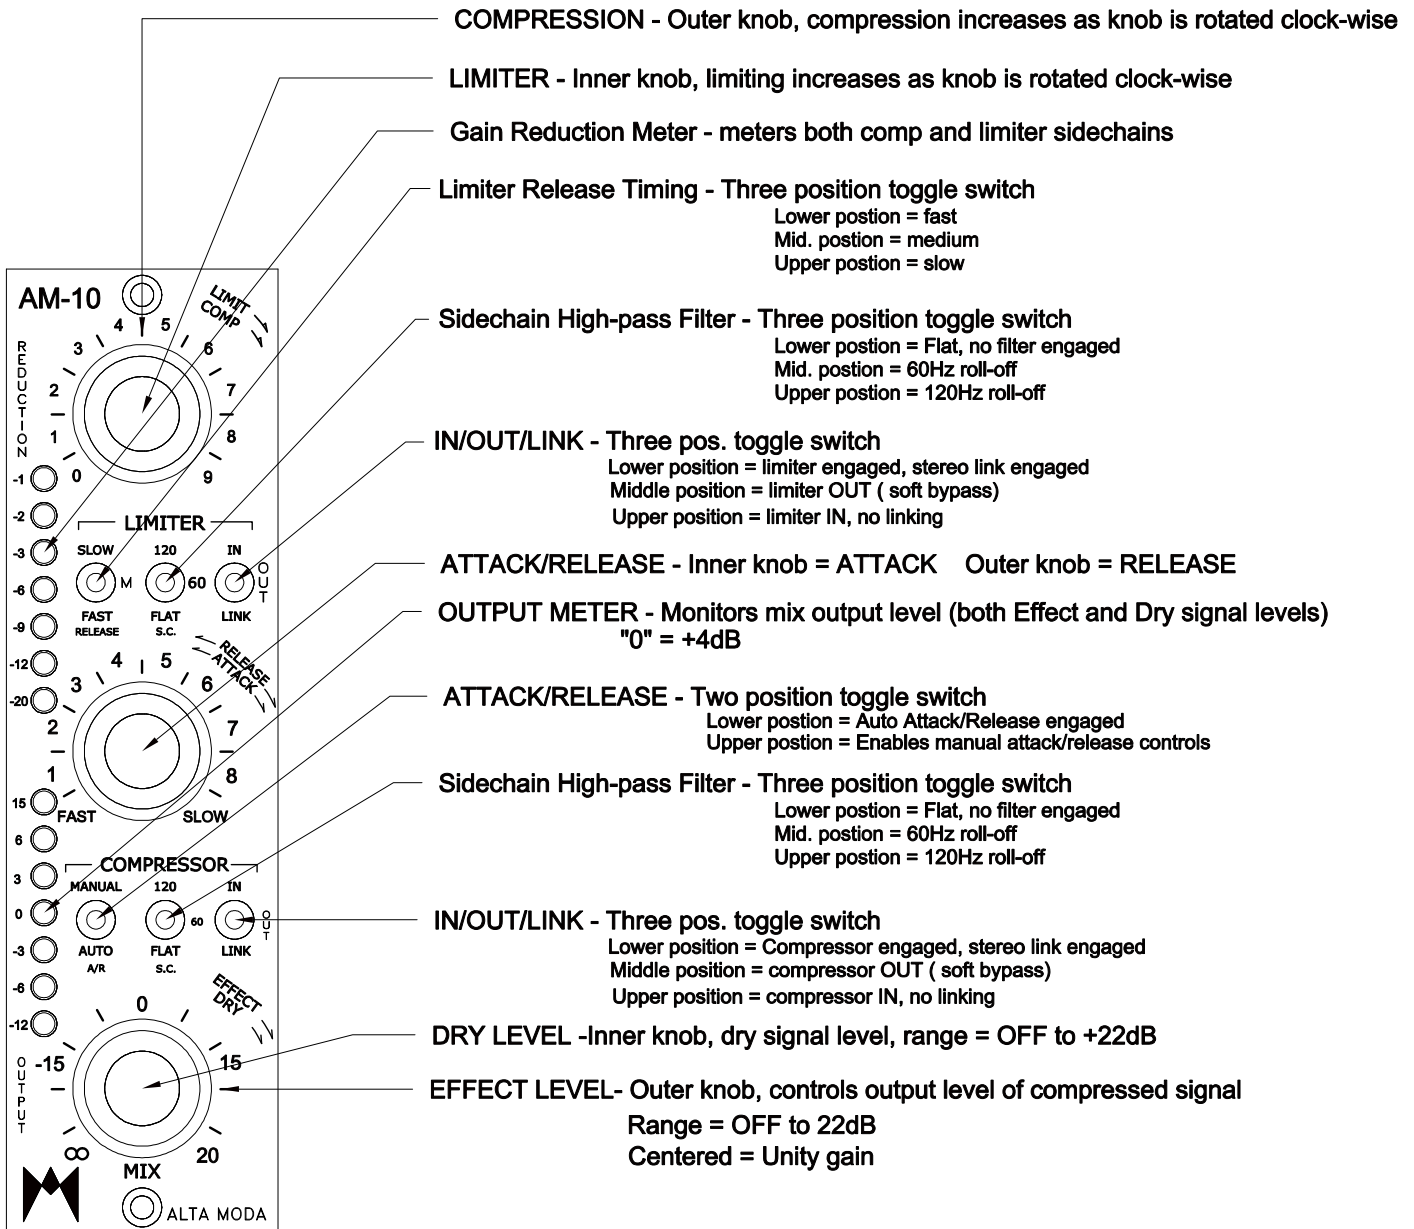 COMPRESSION - Outer knob, compression increases as knob is rotated clock-wise
LIMITER - Inner knob, limiting increases as knob is rotated clock-wise
Gain Reduction Meter - meters both comp and limiter sidechains
Limiter Release Timing - Three position toggle switch
Lower postion = fast
Mid. postion = medium
Upper postion = slow
Sidechain High-pass Filter - Three position toggle switch
Lower postion = Flat, no filter engaged
Mid. postion = 60Hz roll-off
Upper postion = 120Hz roll-off
IN/OUT/LINK - Three pos. toggle switch
Lower position = limiter engaged, stereo link engaged
Middle position = limiter OUT ( soft bypass)
Upper position = limiter IN, no linking
ATTACK/RELEASE - Inner knob = ATTACK Outer knob = RELEASE
OUTPUT METER - Monitors mix output level (both Effect and Dry signal levels)
"0" = +4dB
ATTACK/RELEASE - Two position toggle switch
Lower postion = Auto Attack/Release engaged
Upper postion = Enables manual attack/release controls
Sidechain High-pass Filter - Three position toggle switch
Lower postion = Flat, no filter engaged
Mid. postion = 60Hz roll-off
Upper postion = 120Hz roll-off
IN/OUT/LINK - Three pos. toggle switch
Lower position = Compressor engaged, stereo link engaged
Middle position = compressor OUT ( soft bypass)
Upper position = compressor IN, no linking
DRY LEVEL -Inner knob, dry signal level, range = OFF to +22dB
EFFECT LEVEL- Outer knob, controls output level of compressed signal
Range = OFF to 22dB
Centered = Unity gain
AM-10
LIMIT
COMP
REDUCTION
0
1
2
3
4
5
6
7
8
9
-1
-2
-3
-6
-9
-12
-20
LIMITER
SLOW 120 IN
M 60 OUT
FAST FLAT LINK
RELEASE S.C.
RELEASE
ATTACK
1
2
3
4
5
6
7
8
FAST SLOW
15
6
3
0
-3
-6
-12
COMPRESSOR
MANUAL 120 IN
60 OUT
AUTO FLAT LINK
A/R S.C.
EFFECT
DRY
OUTPUT
0
-15 15
∞ 20
MIX
ALTA MODA